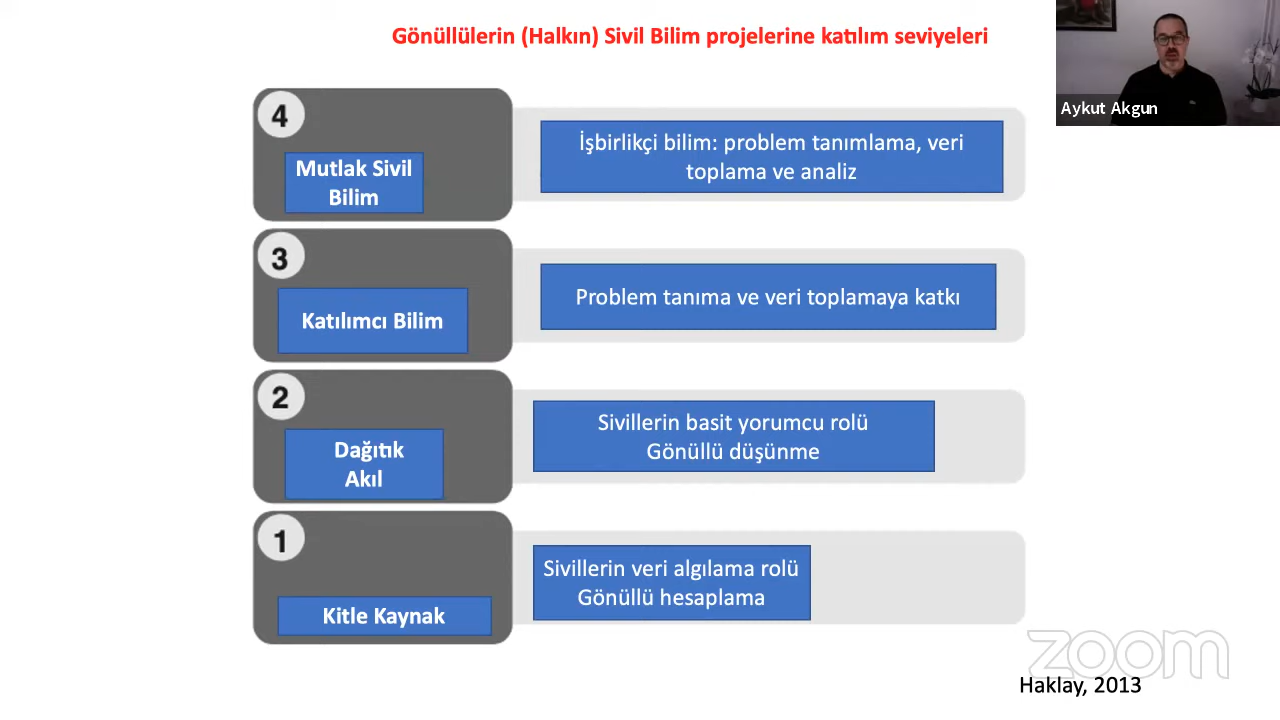 Gönüllülerin (Halkın) Sivil Bilim projelerine katılım seviyeleri
Aykut Akgun
4
Mutlak Sivil
Bilim
İşbirlikçi bilim: problem tanımlama, veri
toplama ve analiz
3
Katılımcı Bilim
Problem tanıma ve veri toplamaya katkı
2
Dağıtık
Akıl
Sivillerin basit yorumcu rolü
Gönüllü düşünme
1
Kitle Kaynak
Sivillerin veri algılama rolü
Gönüllü hesaplama
zoom
Haklay, 2013